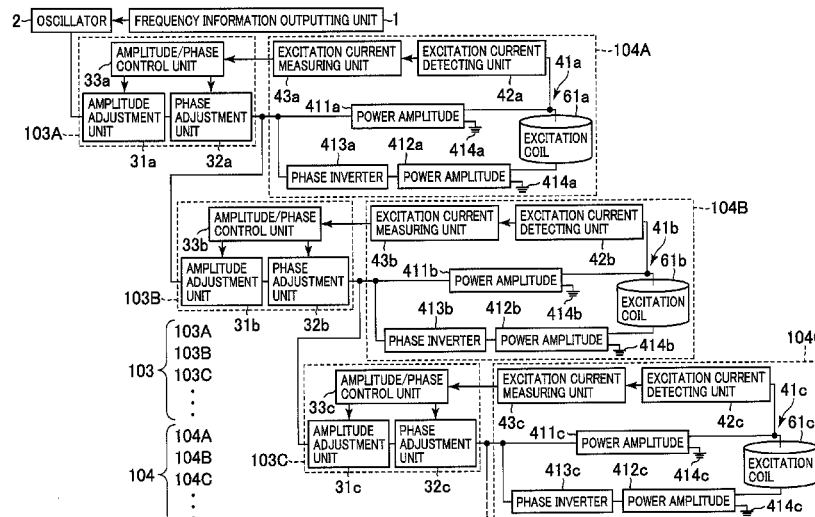 2 OSCILLATOR FREQUENCY INFORMATION OUTPUTTING UNIT 1
AMPLITUDE/PHASE
CONTROL UNIT
33a
EXCITATION CURRENT
MEASURING UNIT
43a
EXCITATION CURRENT
DETECTING UNIT
42a
104A
41a
61a
AMPLITUDE
ADJUSTMENT
UNIT
31a
PHASE
ADJUSTMENT
UNIT
32a
103A
411a
POWER AMPLITUDE
414a
EXCITATION
COIL
413a
PHASE INVERTER
412a
POWER AMPLITUDE
414a
AMPLITUDE/PHASE
CONTROL UNIT
33b
EXCITATION CURRENT
MEASURING UNIT
43b
EXCITATION CURRENT
DETECTING UNIT
42b
104B
41b
61b
AMPLITUDE
ADJUSTMENT
UNIT
31b
PHASE
ADJUSTMENT
UNIT
32b
103B
411b
POWER AMPLITUDE
414b
EXCITATION
COIL
413b
PHASE INVERTER
412b
POWER AMPLITUDE
414b
103
103A
103B
103C
104
104A
104B
104C
AMPLITUDE/PHASE
CONTROL UNIT
33c
EXCITATION CURRENT
MEASURING UNIT
43c
EXCITATION CURRENT
DETECTING UNIT
42c
41c
61c
AMPLITUDE
ADJUSTMENT
UNIT
31c
PHASE
ADJUSTMENT
UNIT
32c
103C
411c
POWER AMPLITUDE
414c
EXCITATION
COIL
413c
PHASE INVERTER
412c
POWER AMPLITUDE
414c